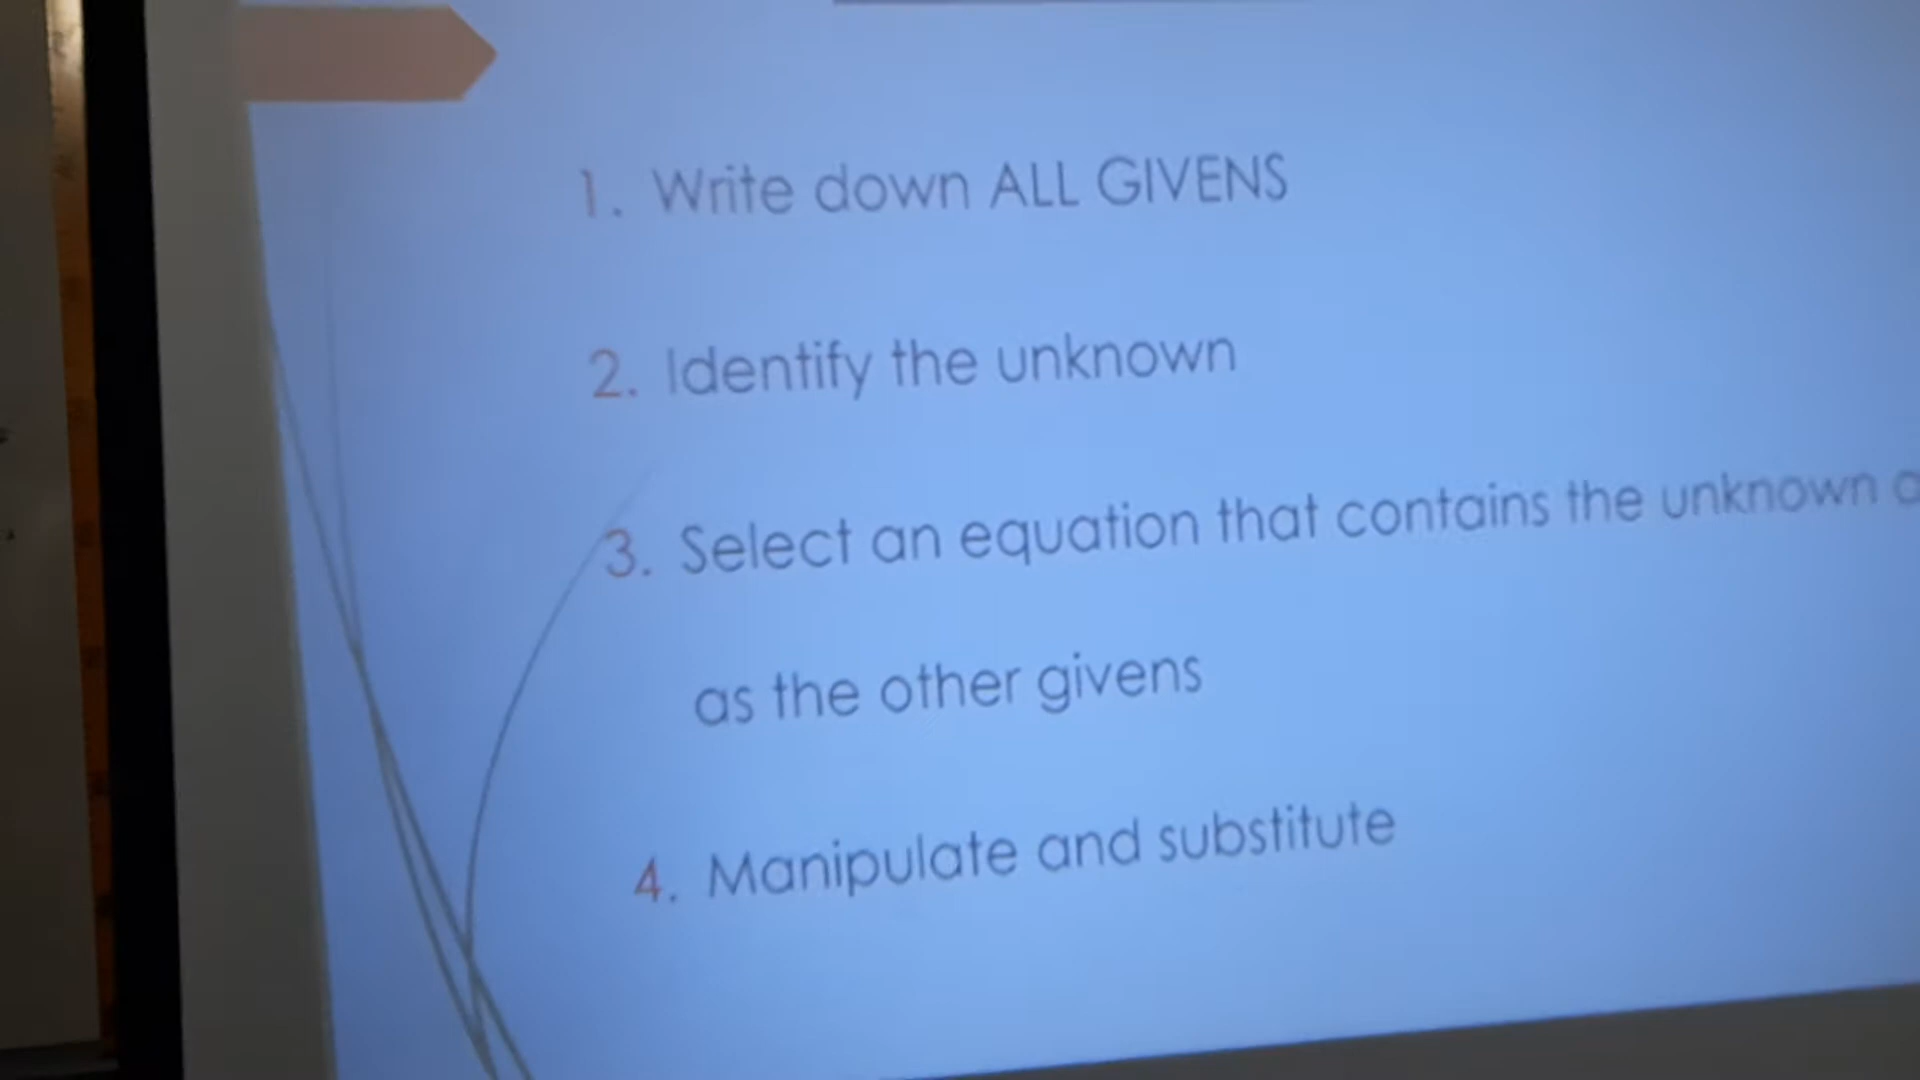 1. Write down ALL GIVENS
2. Identify the unknown
3. Select an equation that contains the unknown
as the other givens
4. Manipulate and substitute